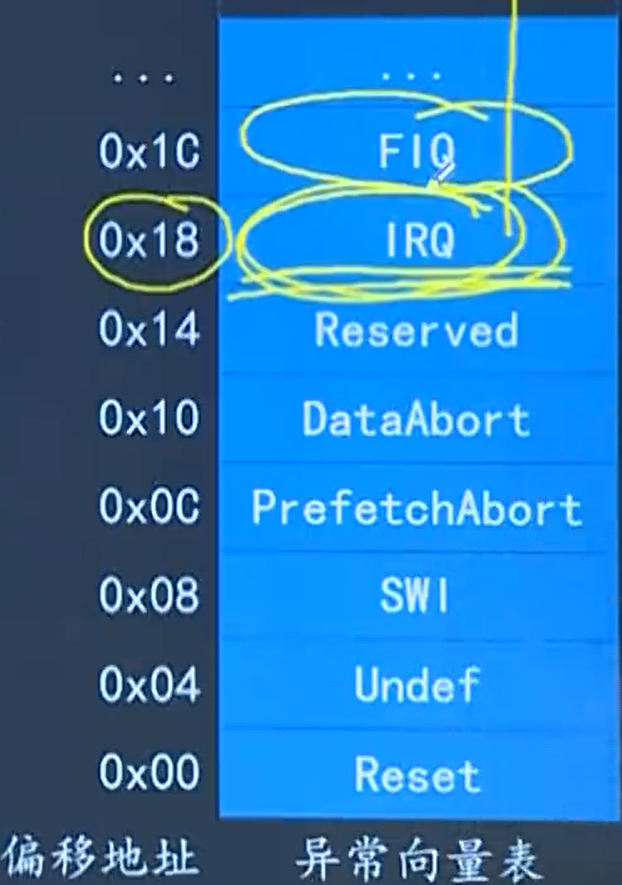 ... ...
0x1C FIQ
0x18 IRQ
0x14 Reserved
0x10 DataAbort
0x0C PrefetchAbort
0x08 SWI
0x04 Undef
0x00 Reset
偏移地址 异常向量表